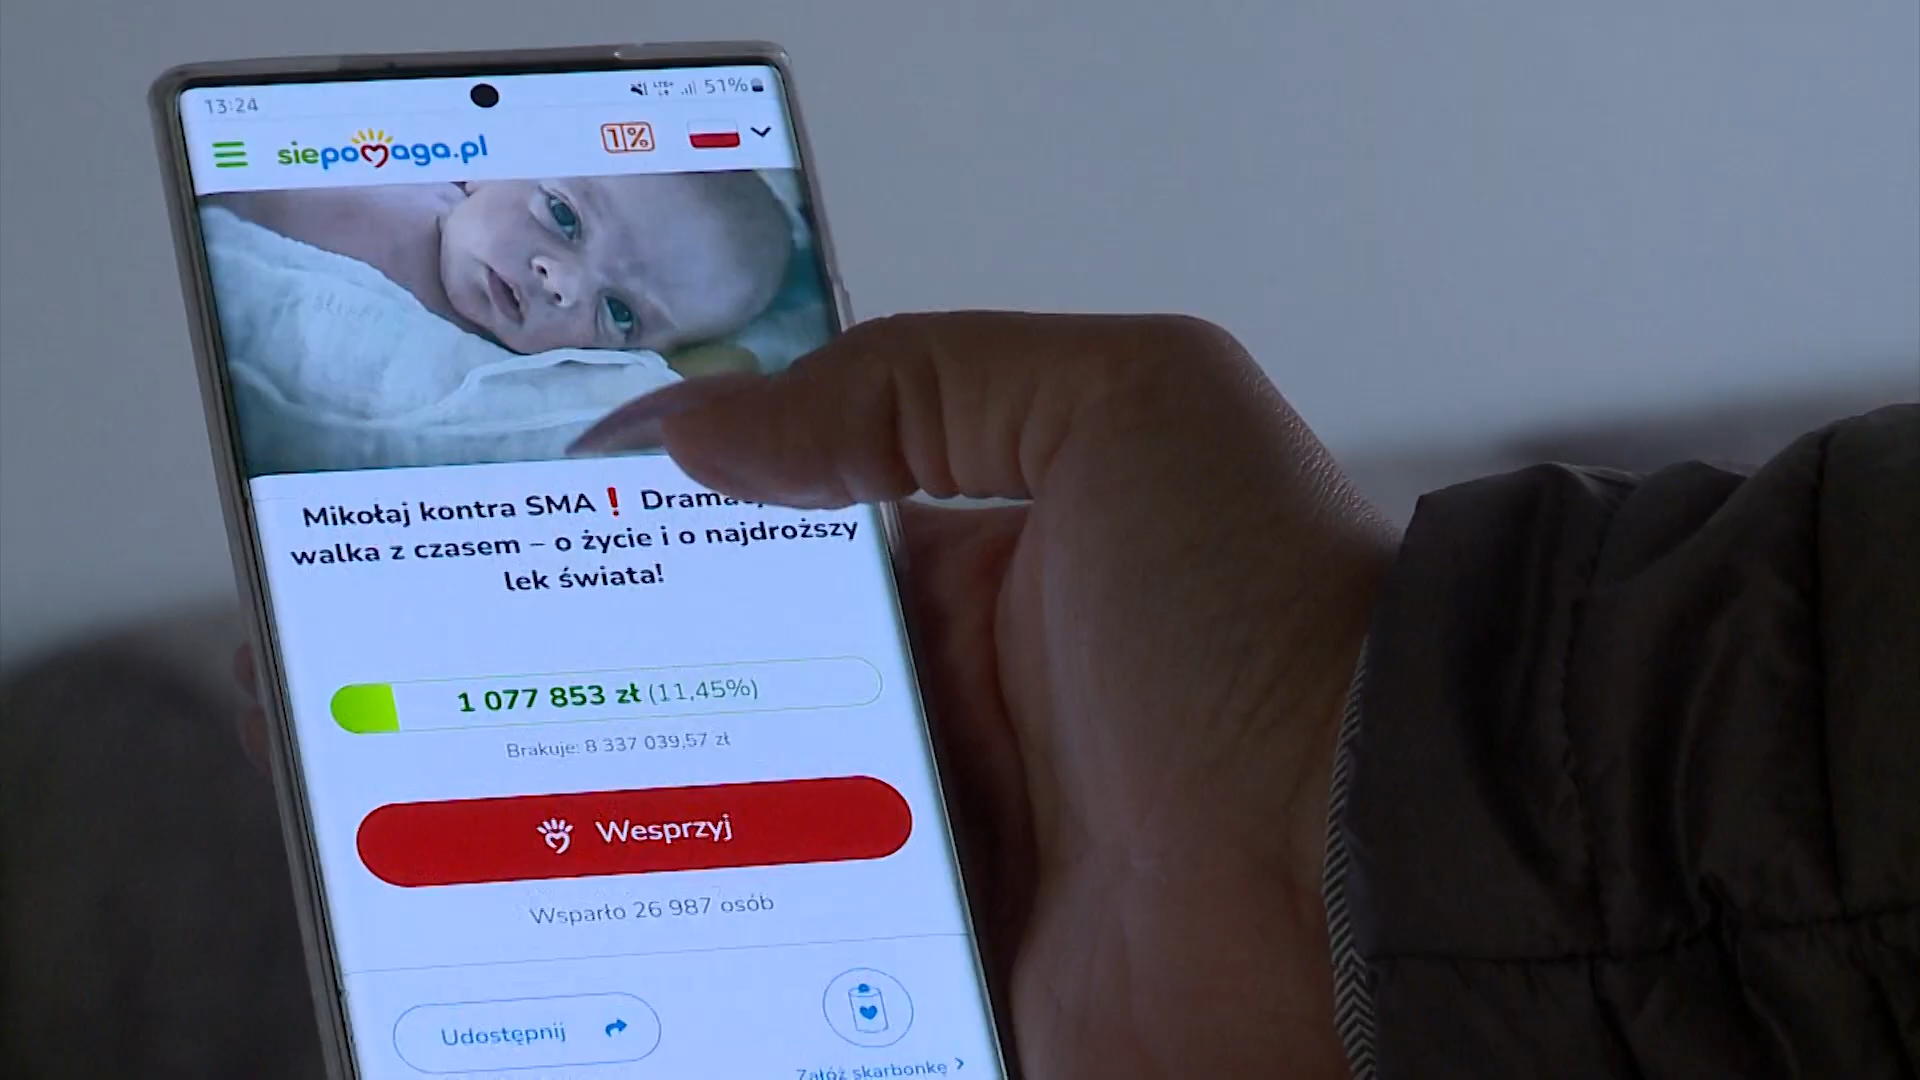 13:24 51%
siepomaga.pl 1%
Mikołaj kontra SMA❗
walka z czasem – o życie i o najdroższy
lek świata!
1 077 853 zł (11,45%)
Brakuje: 8 337 039,57 zł
Wesprzyj
Wsparło 26 987 osób
Udostępnij
Załóż skarbonkę >